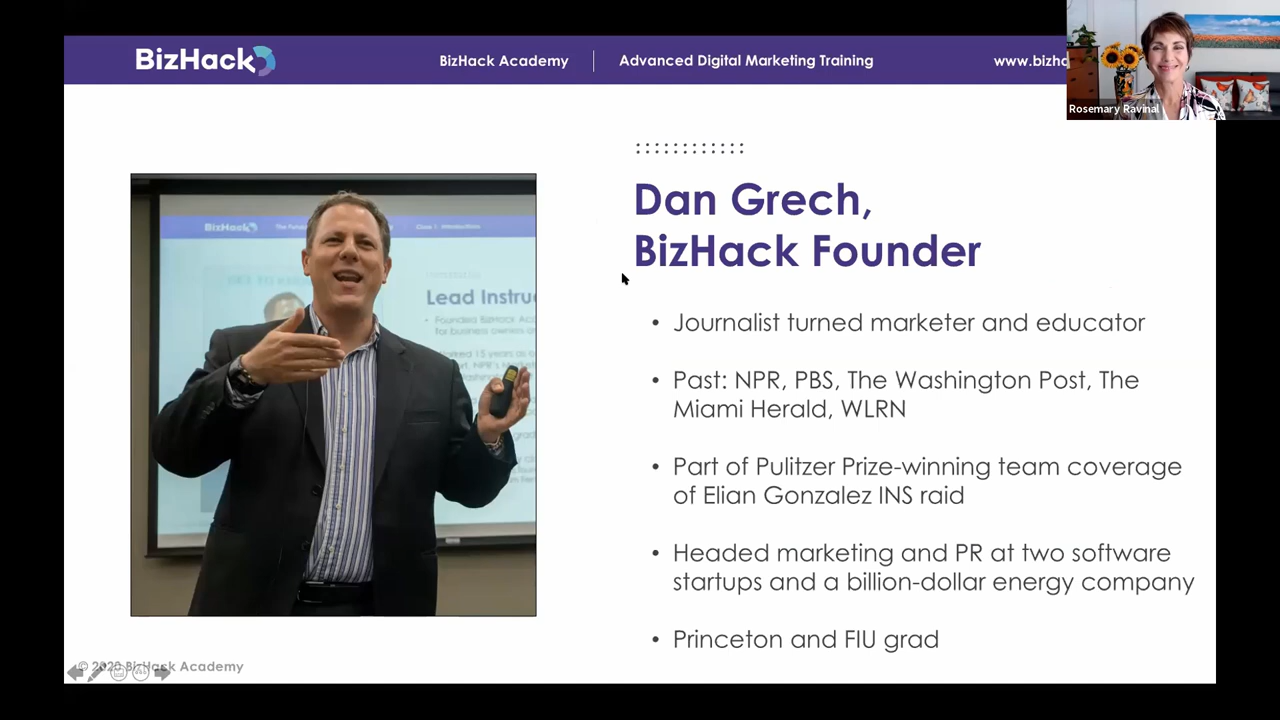 BizHack
BizHack Academy
Advanced Digital Marketing Training
www.bizha
Rosemary Ravinal
Dan Grech,
BizHack Founder
• Journalist turned marketer and educator
• Past: NPR, PBS, The Washington Post, The
Miami Herald, WLRN
• Part of Pulitzer Prize-winning team coverage
of Elian Gonzalez INS raid
• Headed marketing and PR at two software
startups and a billion-dollar energy company
• Princeton and FIU grad
BizHack
Lead Instru
© 2020 BizHack Academy